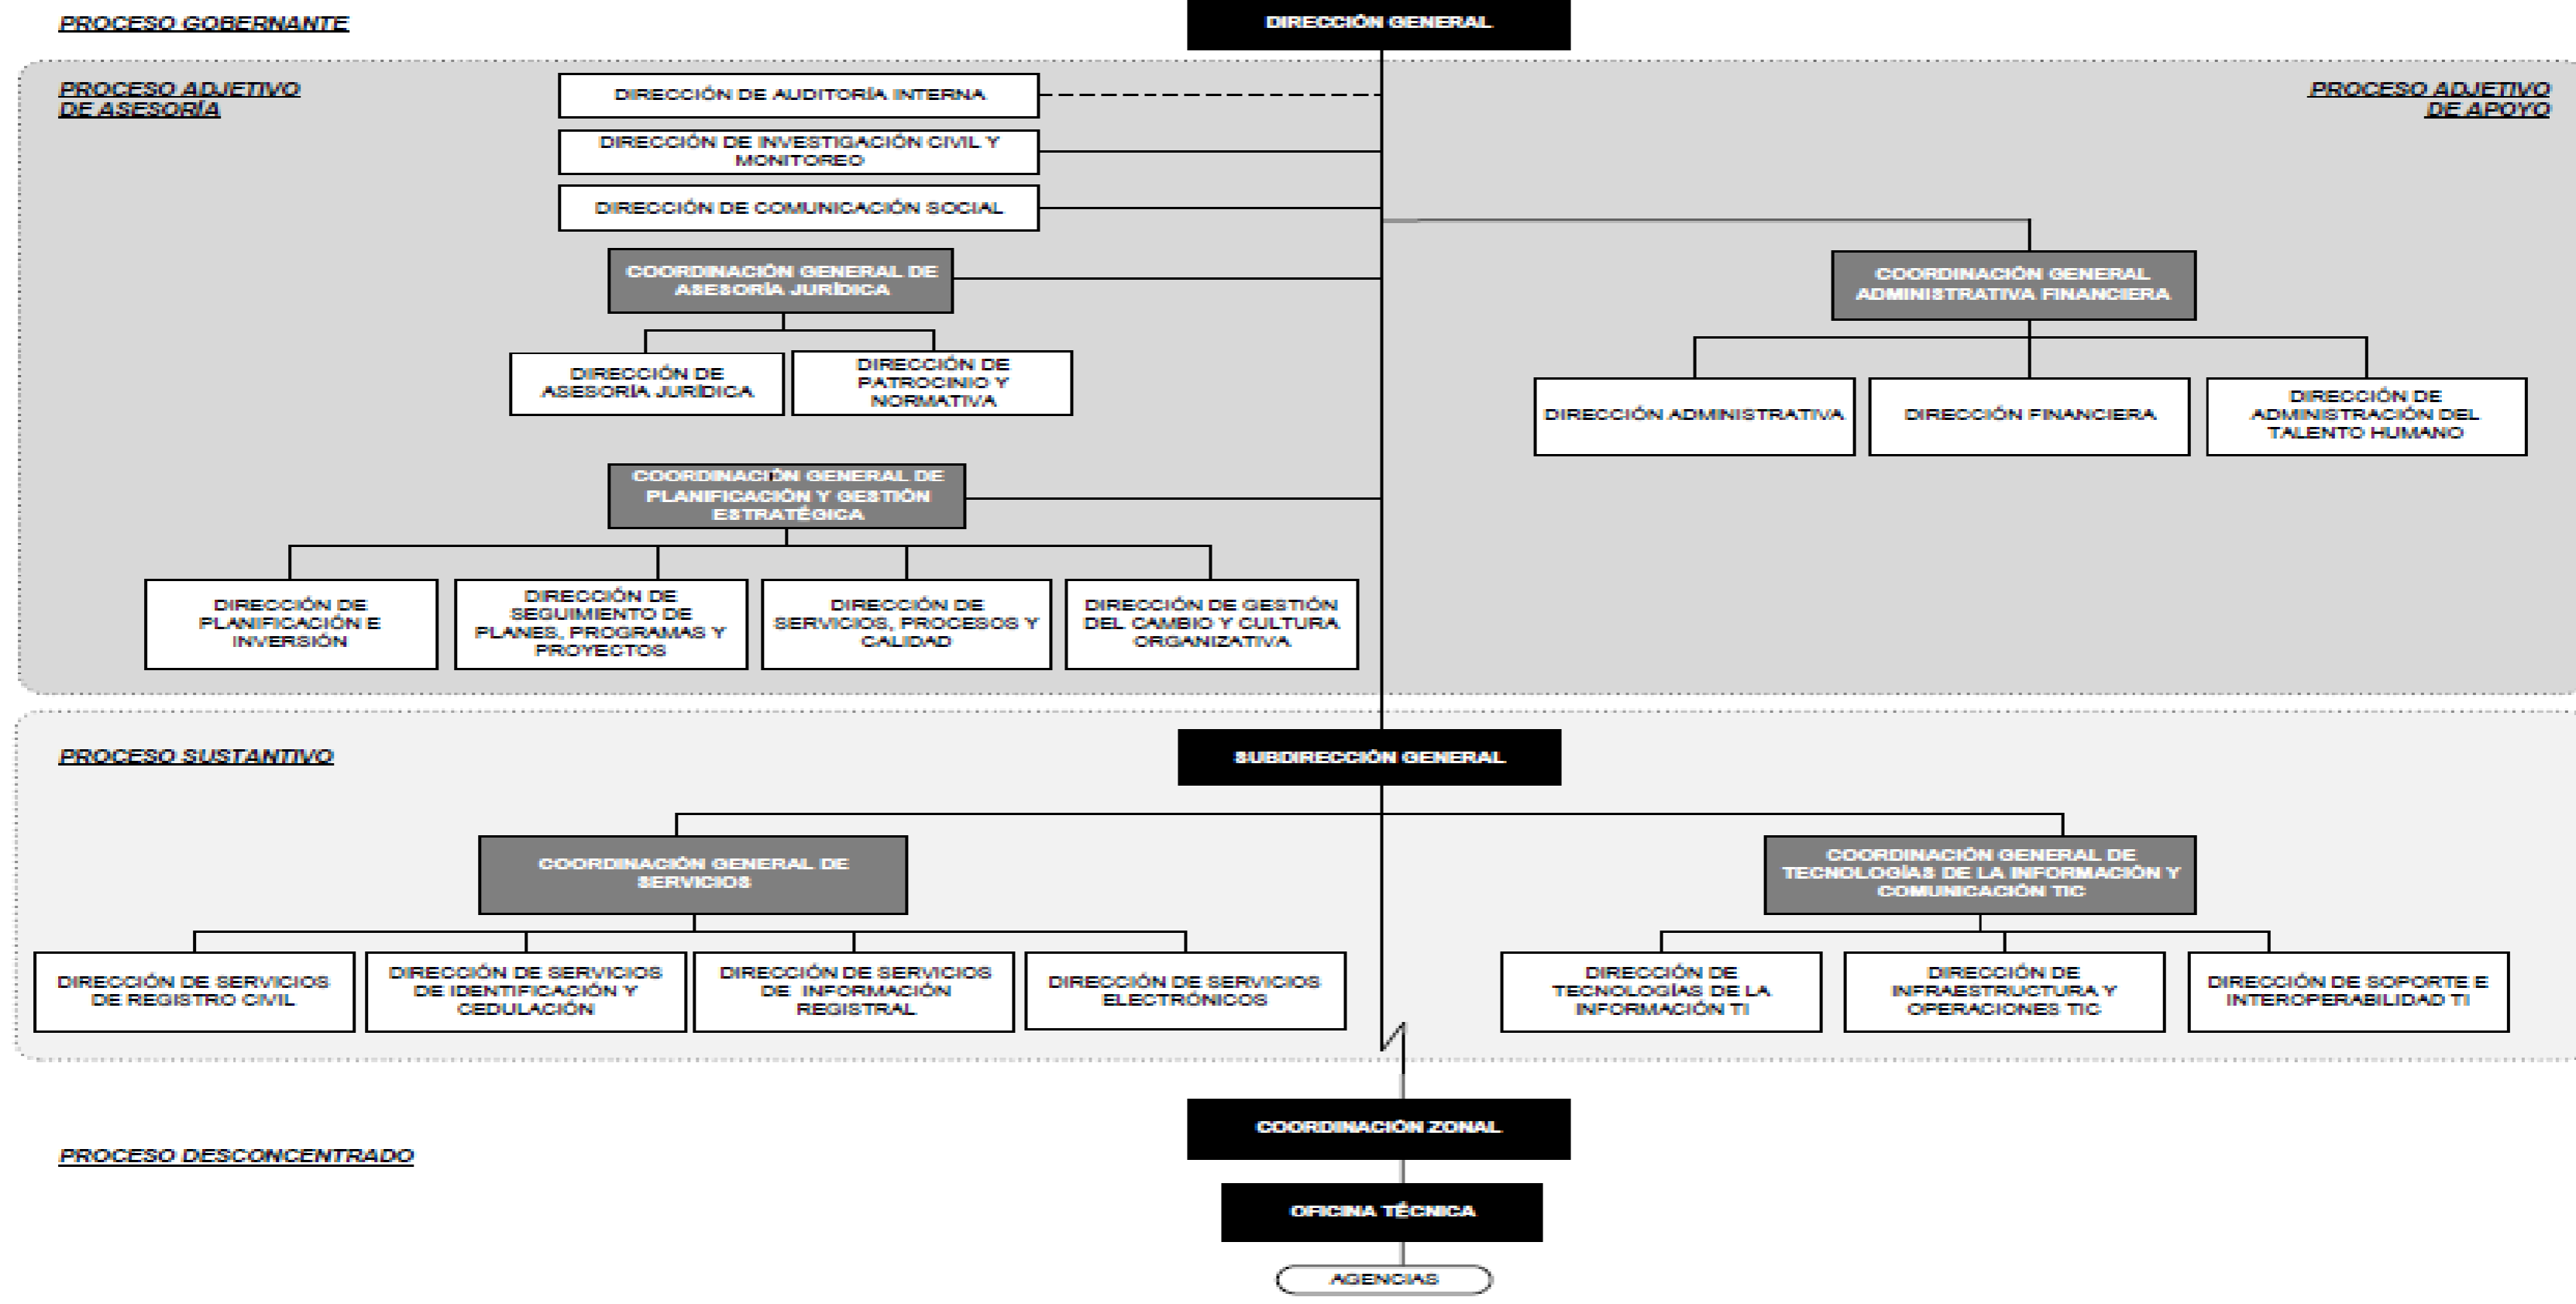 PROCESO GOBERNANTE
DIRECCIÓN GENERAL
PROCESO ADJETIVO
DE ASESORÍA
PROCESO ADJETIVO
DE APOYO
DIRECCIÓN DE AUDITORÍA INTERNA
DIRECCIÓN DE INVESTIGACIÓN CIVIL Y
MONITOREO
DIRECCIÓN DE COMUNICACIÓN SOCIAL
COORDINACIÓN GENERAL DE
ASESORÍA JURÍDICA
COORDINACIÓN GENERAL
ADMINISTRATIVA FINANCIERA
DIRECCIÓN DE
ASESORÍA JURÍDICA
DIRECCIÓN DE
PATROCINIO Y
NORMATIVA
DIRECCIÓN ADMINISTRATIVA
DIRECCIÓN FINANCIERA
DIRECCIÓN DE
ADMINISTRACIÓN DEL
TALENTO HUMANO
COORDINACIÓN GENERAL DE
PLANIFICACIÓN Y GESTIÓN
ESTRATÉGICA
DIRECCIÓN DE
PLANIFICACIÓN E
INVERSIÓN
DIRECCIÓN DE
SEGUIMIENTO DE
PLANES, PROGRAMAS Y
PROYECTOS
DIRECCIÓN DE
SERVICIOS, PROCESOS Y
CALIDAD
DIRECCIÓN DE GESTIÓN
DEL CAMBIO Y CULTURA
ORGANIZATIVA
PROCESO SUSTANTIVO
SUBDIRECCIÓN GENERAL
COORDINACIÓN GENERAL DE
SERVICIOS
COORDINACIÓN GENERAL DE
TECNOLOGÍAS DE LA INFORMACIÓN Y
COMUNICACIÓN TIC
DIRECCIÓN DE SERVICIOS
DE REGISTRO CIVIL
DIRECCIÓN DE SERVICIOS
DE IDENTIFICACIÓN Y
CEDULACIÓN
DIRECCIÓN DE SERVICIOS
DE INFORMACIÓN
REGISTRAL
DIRECCIÓN DE SERVICIOS
ELECTRÓNICOS
DIRECCIÓN DE
TECNOLOGÍAS DE LA
INFORMACIÓN TI
DIRECCIÓN DE
INFRAESTRUCTURA Y
OPERACIONES TIC
DIRECCIÓN DE SOPORTE E
INTEROPERABILIDAD TI
COORDINACIÓN ZONAL
PROCESO DESCONCENTRADO
OFICINA TÉCNICA
AGENCIAS